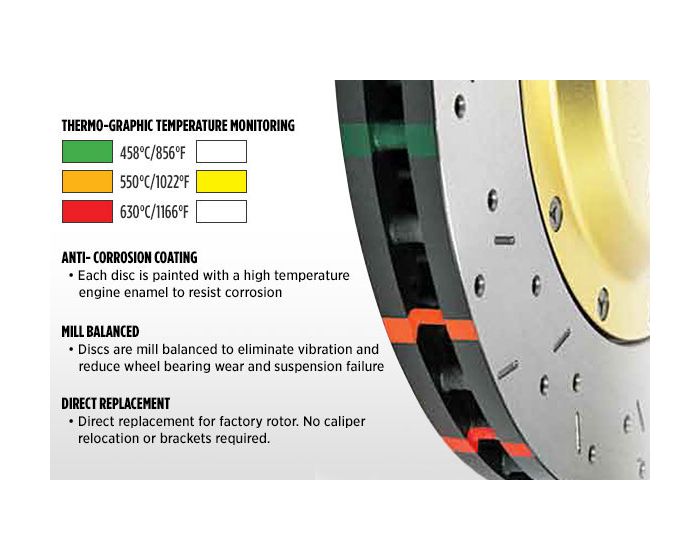 THERMO-GRAPHIC TEMPERATURE MONITORING
458°C/856°F
550°C/1022°F
630°C/1166°F
ANTI- CORROSION COATING
• Each disc is painted with a high temperature
engine enamel to resist corrosion
MILL BALANCED
• Discs are mill balanced to eliminate vibration and
reduce wheel bearing wear and suspension failure
DIRECT REPLACEMENT
• Direct replacement for factory rotor. No caliper
relocation or brackets required.